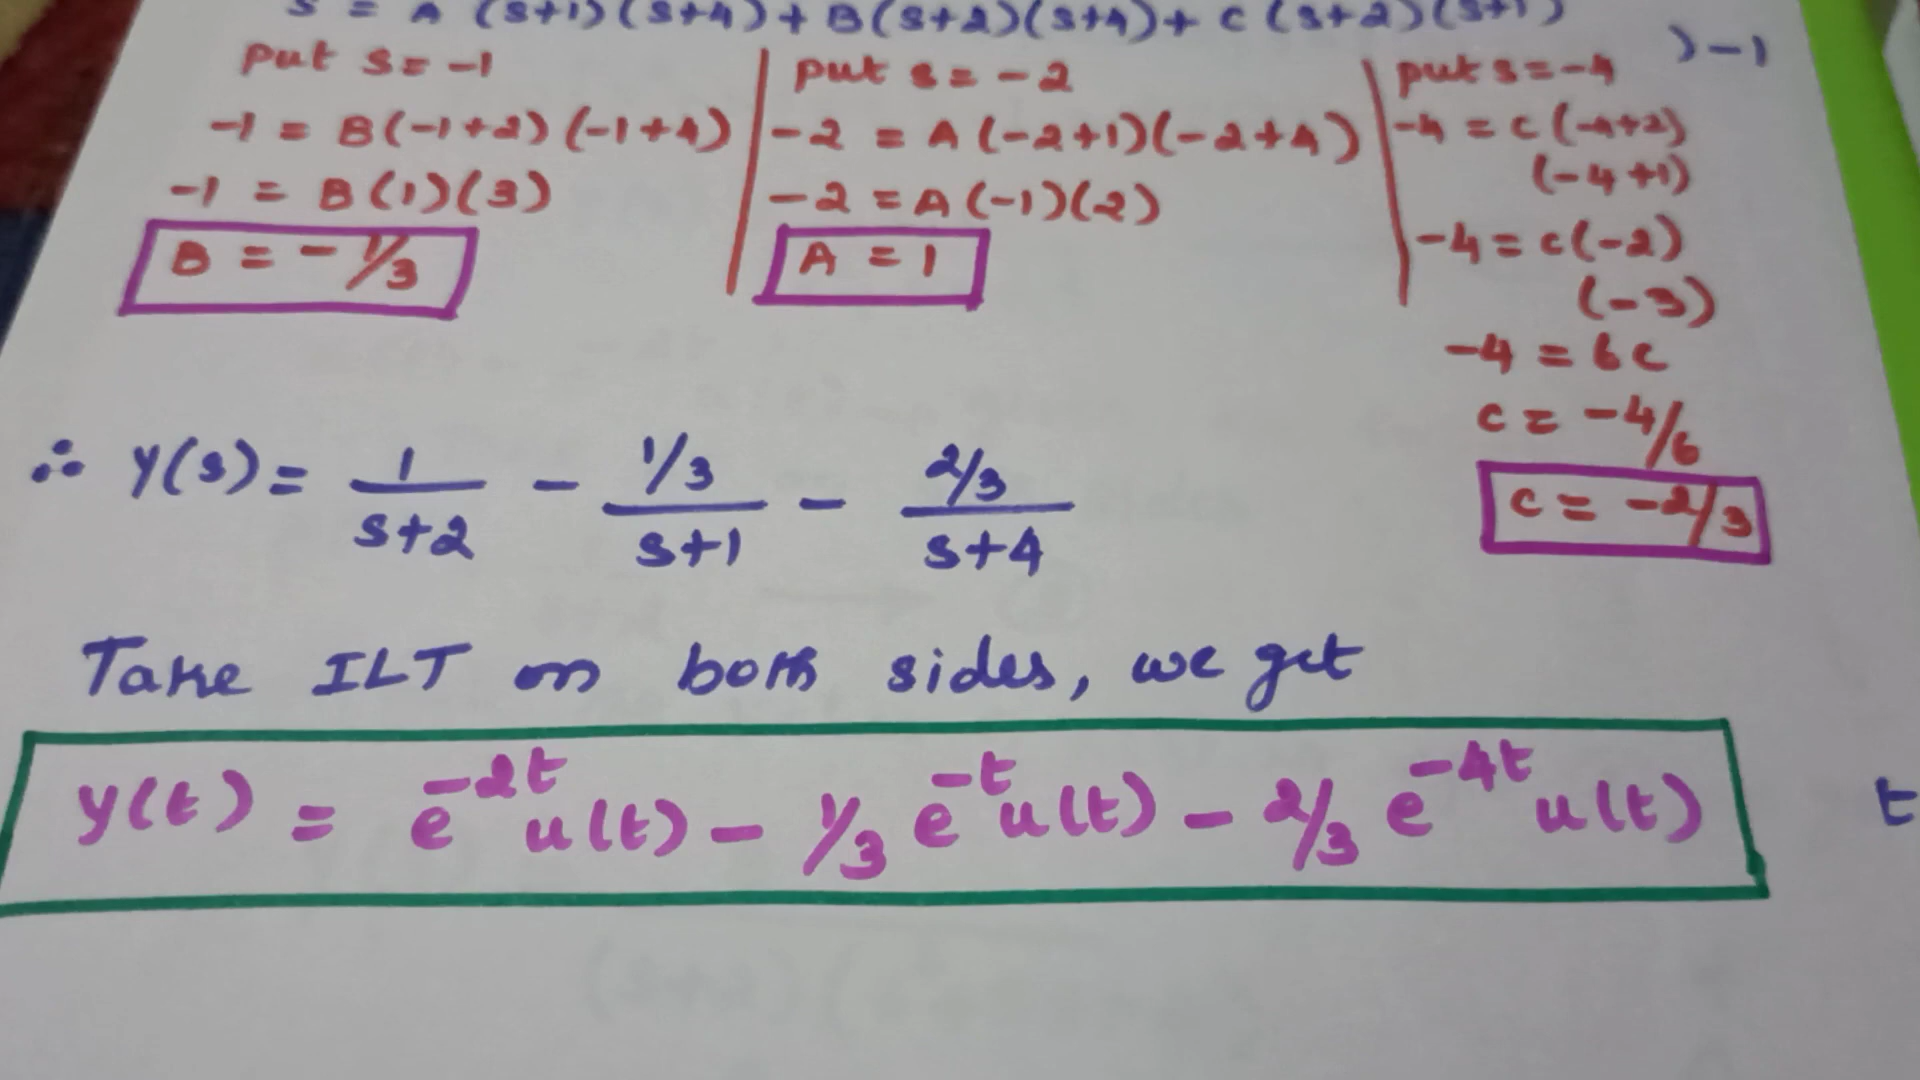 s = A (s+1)(s+4)+B(s+2)(s+4)+ c (s+2)(s+1)
put s = -1
-1 = B(-1+2)(-1+4)
-1 = B(1)(3)
B = -1/3
put s = -2
-2 = A(-2+1)(-2+4)
-2 = A(-1)(2)
A = 1
put s = -4
-4 = c(-4+2)
(-4+1)
-4 = c(-2)
(-3)
-4 = 6c
c = -4/6
c = -2/3
)-1
∴ Y(s) = 1/(s+2) - (1/3)/(s+1) - (2/3)/(s+4)
Take ILT on both sides, we get
y(t) = e^-2t u(t) - 1/3 e^-t u(t) - 2/3 e^-4t u(t)
t